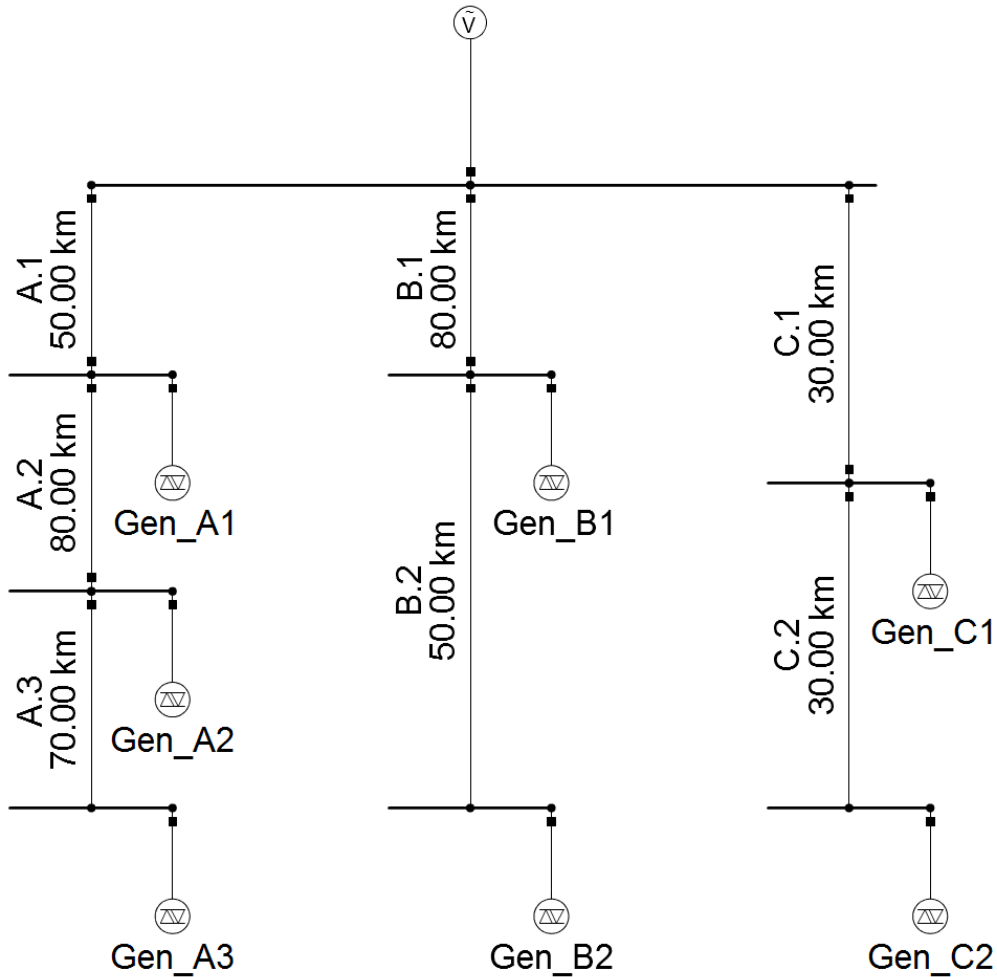 Ṽ
A.1
50.00 km
B.1
80.00 km
C.1
30.00 km
A.2
80.00 km
Gen_A1
Gen_B1
B.2
50.00 km
Gen_C1
C.2
30.00 km
A.3
70.00 km
Gen_A2
Gen_A3
Gen_B2
Gen_C2